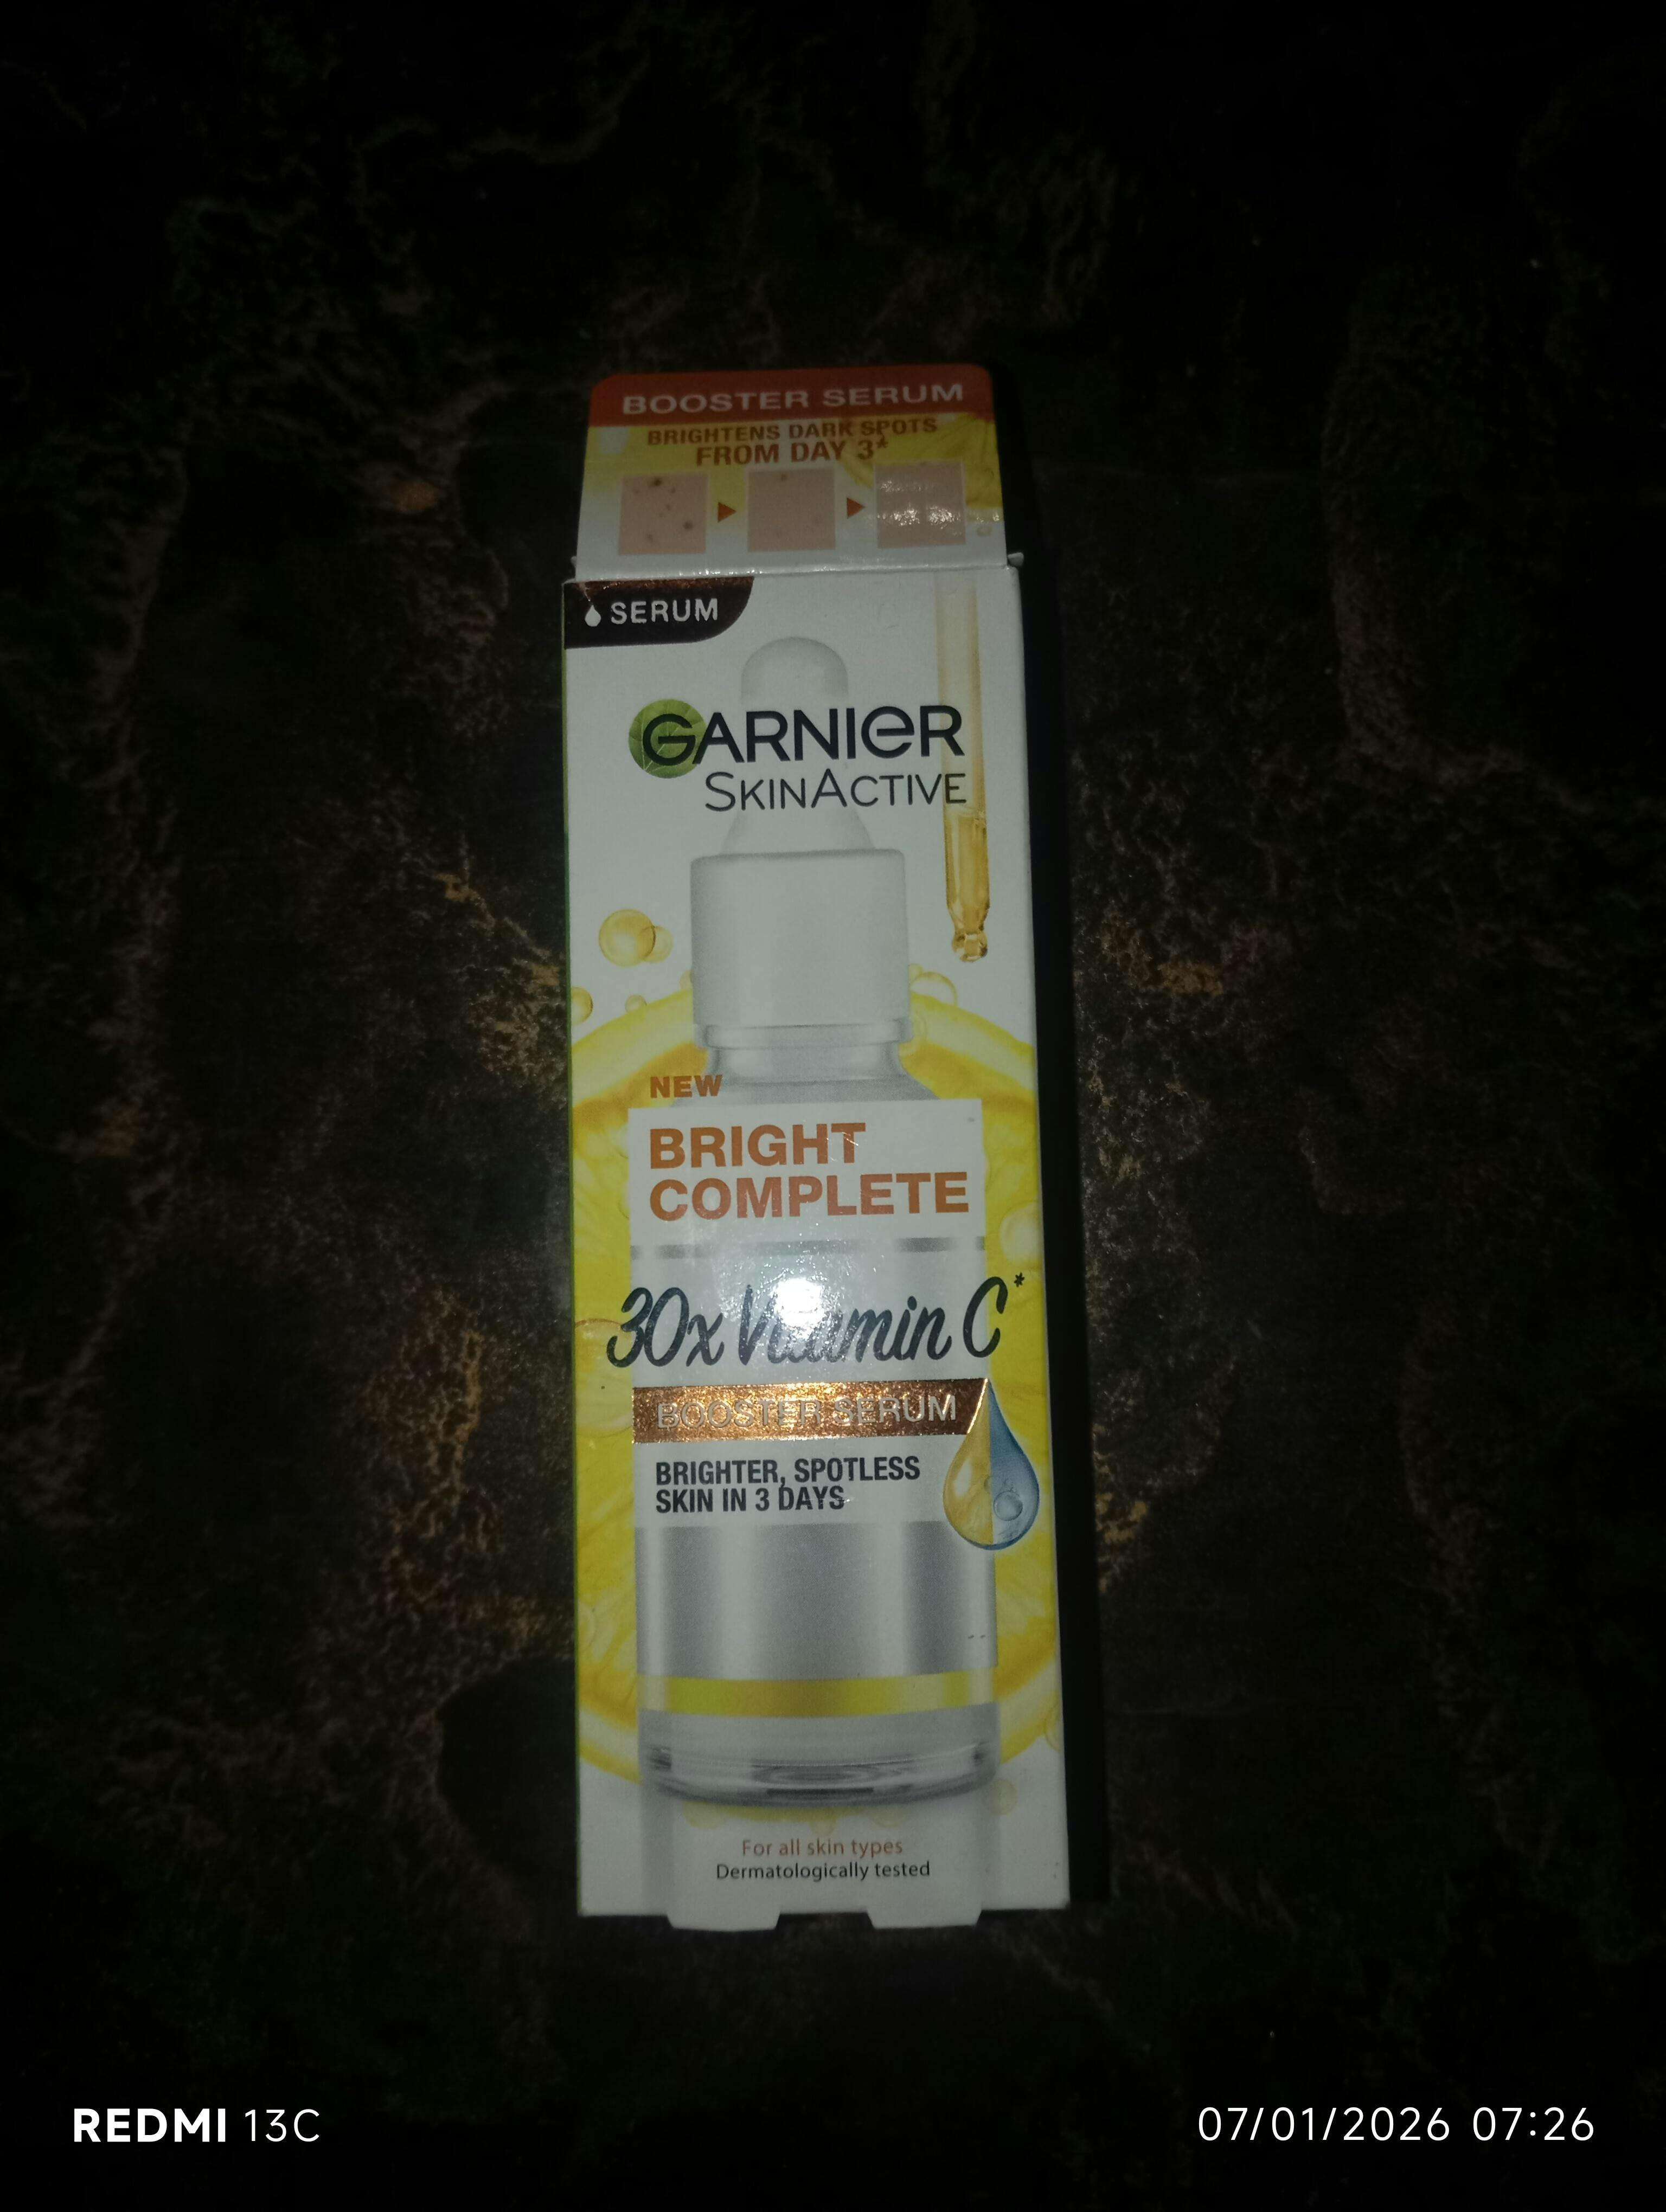 BOOSTER SERUM
BRIGHTENS DARK SPOTS
FROM DAY 3*
SERUM
GARNIER
SKINACTIVE
NEW
BRIGHT
COMPLETE
30x Vitamin C*
BOOSTER SERUM
BRIGHTER, SPOTLESS
SKIN IN 3 DAYS
For all skin types
Dermatologically tested
REDMI 13C
07/01/2026 07:26